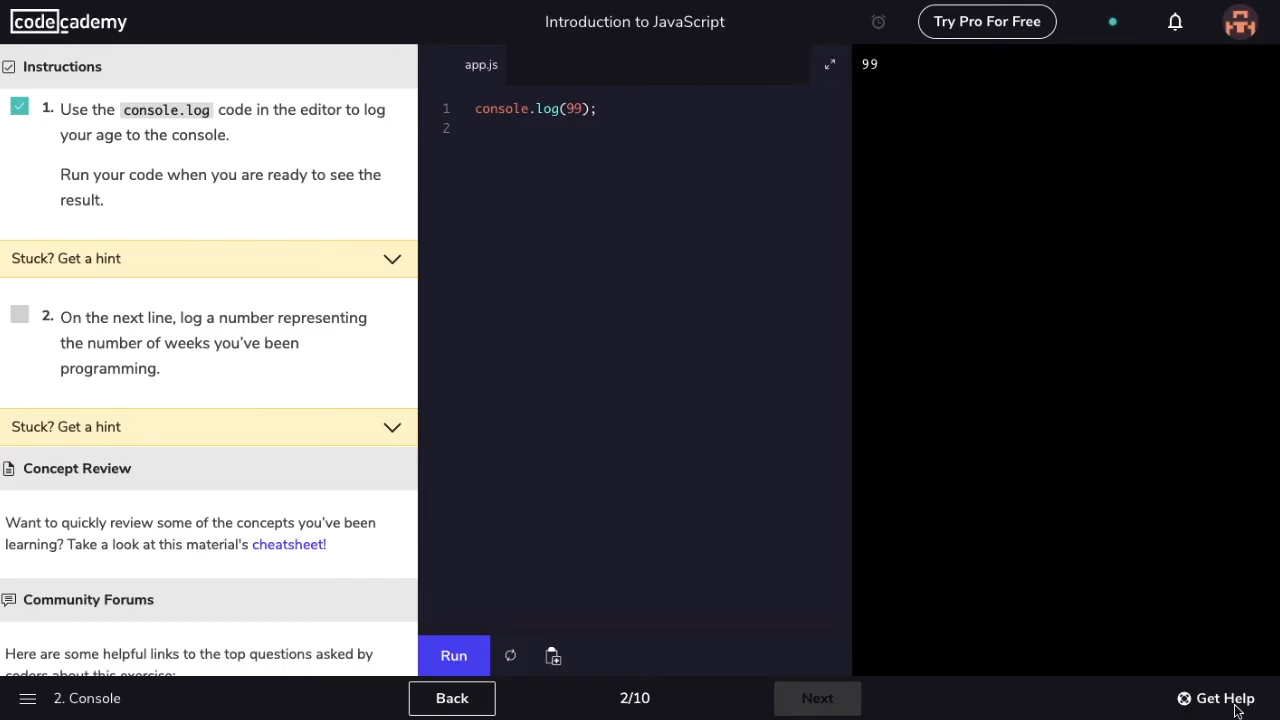 codecademy
Introduction to JavaScript
Try Pro For Free
Instructions
1. Use the console.log code in the editor to log
your age to the console.
Run your code when you are ready to see the
result.
Stuck? Get a hint
2. On the next line, log a number representing
the number of weeks you've been
programming.
Stuck? Get a hint
Concept Review
Want to quickly review some of the concepts you've been
learning? Take a look at this material's cheatsheet!
Community Forums
Here are some helpful links to the top questions asked by
coders about this exercise:
app.js
1 console.log(99);
2
Run
99
2. Console
Back
2/10
Next
Get Help